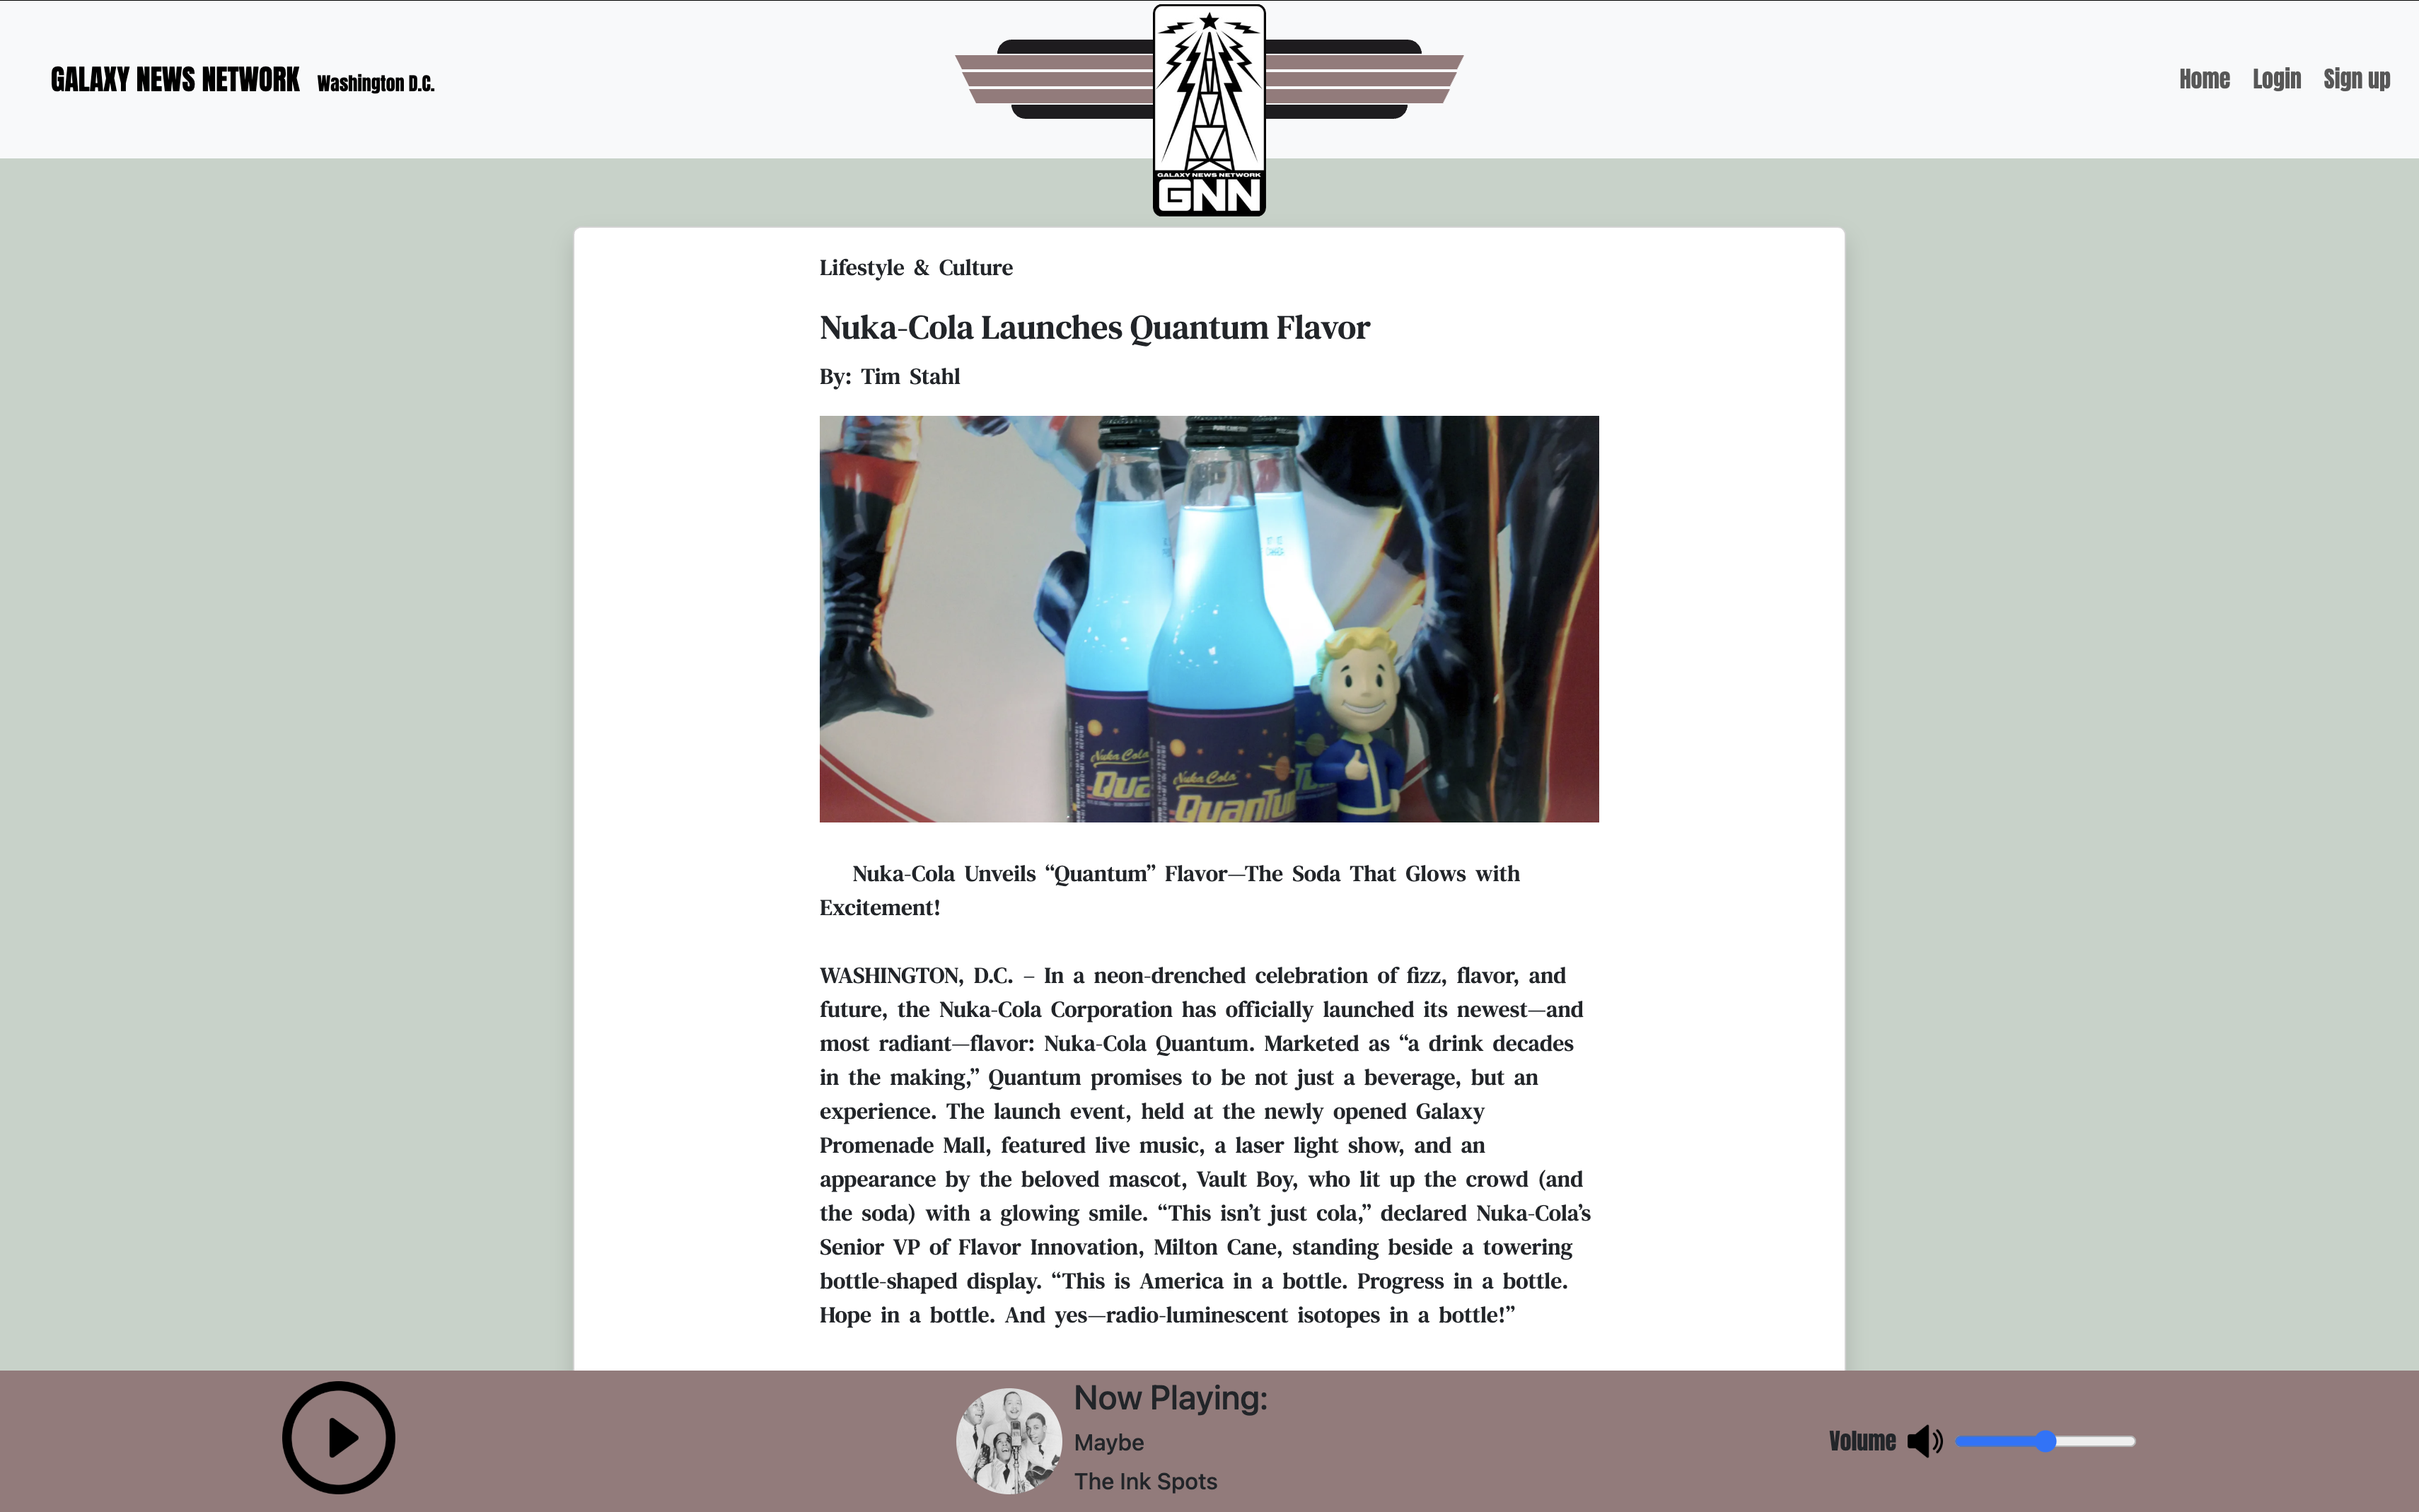 GALAXY NEWS NETWORK Washington D.C.
GALAXY NEWS NETWORK
GNN
Home Login Sign up
Lifestyle & Culture
Nuka-Cola Launches Quantum Flavor
By: Tim Stahl
Nuka Cola
Nuka Cola
Qua
Quantu
Nuka-Cola Unveils “Quantum” Flavor—The Soda That Glows with
Excitement!
WASHINGTON, D.C. – In a neon-drenched celebration of fizz, flavor, and
future, the Nuka-Cola Corporation has officially launched its newest—and
most radiant—flavor: Nuka-Cola Quantum. Marketed as “a drink decades
in the making,” Quantum promises to be not just a beverage, but an
experience. The launch event, held at the newly opened Galaxy
Promenade Mall, featured live music, a laser light show, and an
appearance by the beloved mascot, Vault Boy, who lit up the crowd (and
the soda) with a glowing smile. “This isn’t just cola,” declared Nuka-Cola’s
Senior VP of Flavor Innovation, Milton Cane, standing beside a towering
bottle-shaped display. “This is America in a bottle. Progress in a bottle.
Hope in a bottle. And yes—radio-luminescent isotopes in a bottle!”
Now Playing:
Maybe
The Ink Spots
Volume